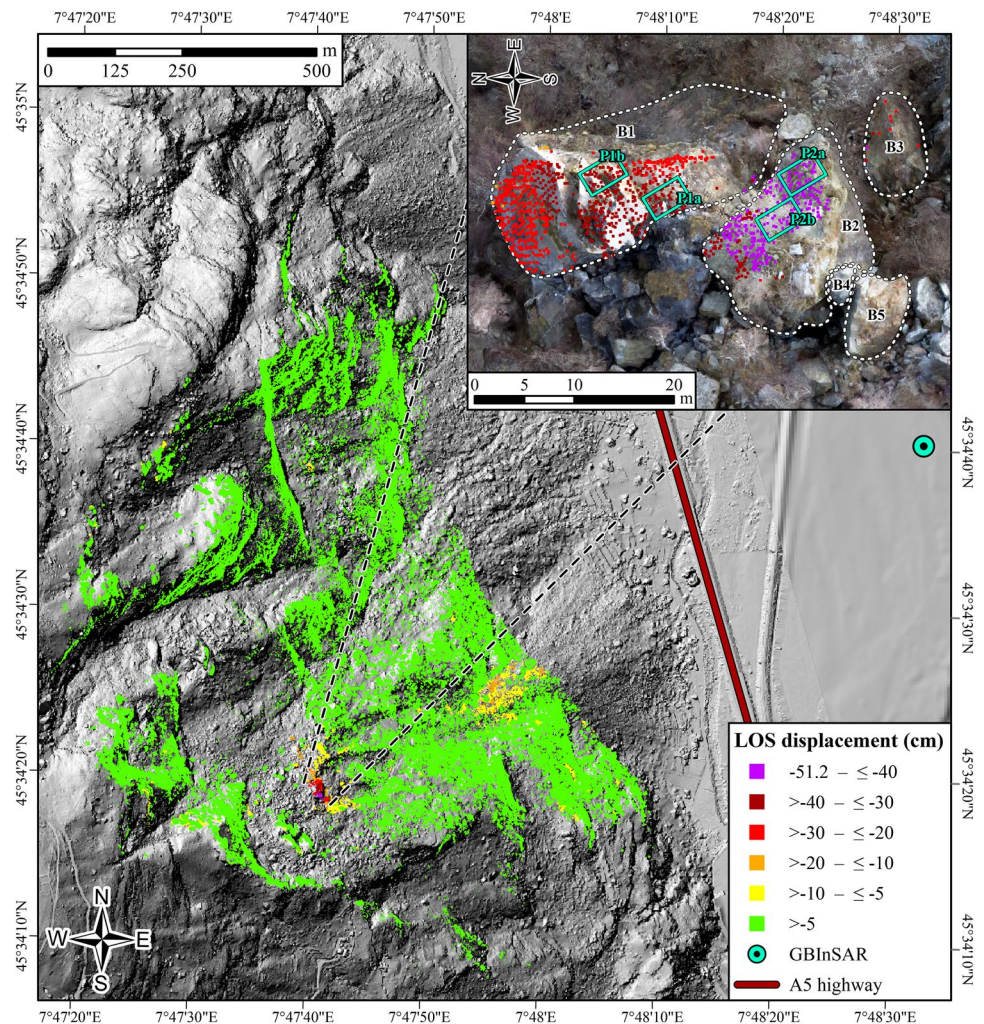 7°47'20"E 7°47'30"E 7°47'40"E 7°47'50"E 7°48'E 7°48'10"E 7°48'20"E 7°48'30"E
m
0 125 250 500
N E S W
B1
P1b
P1a
P2a
P2b
B2
B3
B4
B5
0 5 10 20
m
45°35'N
45°34'50"N
45°34'40"N
45°34'30"N
45°34'20"N
45°34'10"N
45°34'40"N
45°34'30"N
45°34'20"N
45°34'10"N
N
W E
S
LOS displacement (cm)
-51.2 – ≤ -40
>-40 – ≤ -30
>-30 – ≤ -20
>-20 – ≤ -10
>-10 – ≤ -5
>-5
GBInSAR
A5 highway
7°47'20"E 7°47'30"E 7°47'40"E 7°47'50"E 7°48'E 7°48'10"E 7°48'20"E 7°48'30"E